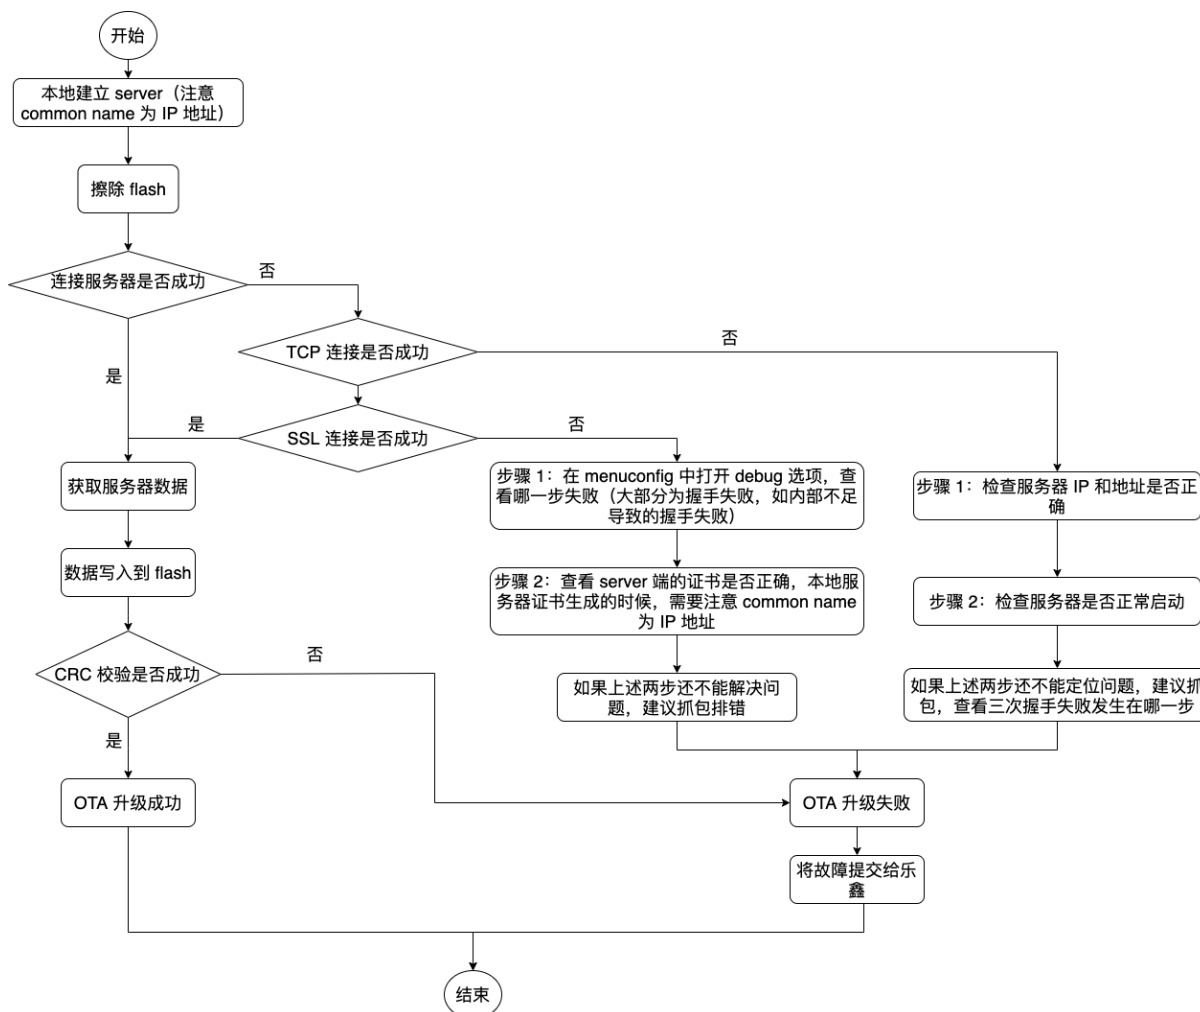 开始
本地建立 server（注意
common name 为 IP 地址）
擦除 flash
连接服务器是否成功
否
TCP 连接是否成功
否
是
SSL 连接是否成功
是
否
获取服务器数据
步骤 1：在 menuconfig 中打开 debug 选项，查
看哪一步失败（大部分为握手失败，如内部不足
导致的握手失败）
步骤 1：检查服务器 IP 和地址是否正
确
数据写入到 flash
步骤 2：查看 server 端的证书是否正确，本地服
务器证书生成的时候，需要注意 common name
为 IP 地址
步骤 2：检查服务器是否正常启动
CRC 校验是否成功
否
如果上述两步还不能解决问
题，建议抓包排错
如果上述两步还不能定位问题，建议抓
包，查看三次握手失败发生在哪一步
是
OTA 升级成功
OTA 升级失败
将故障提交给乐
鑫
结束